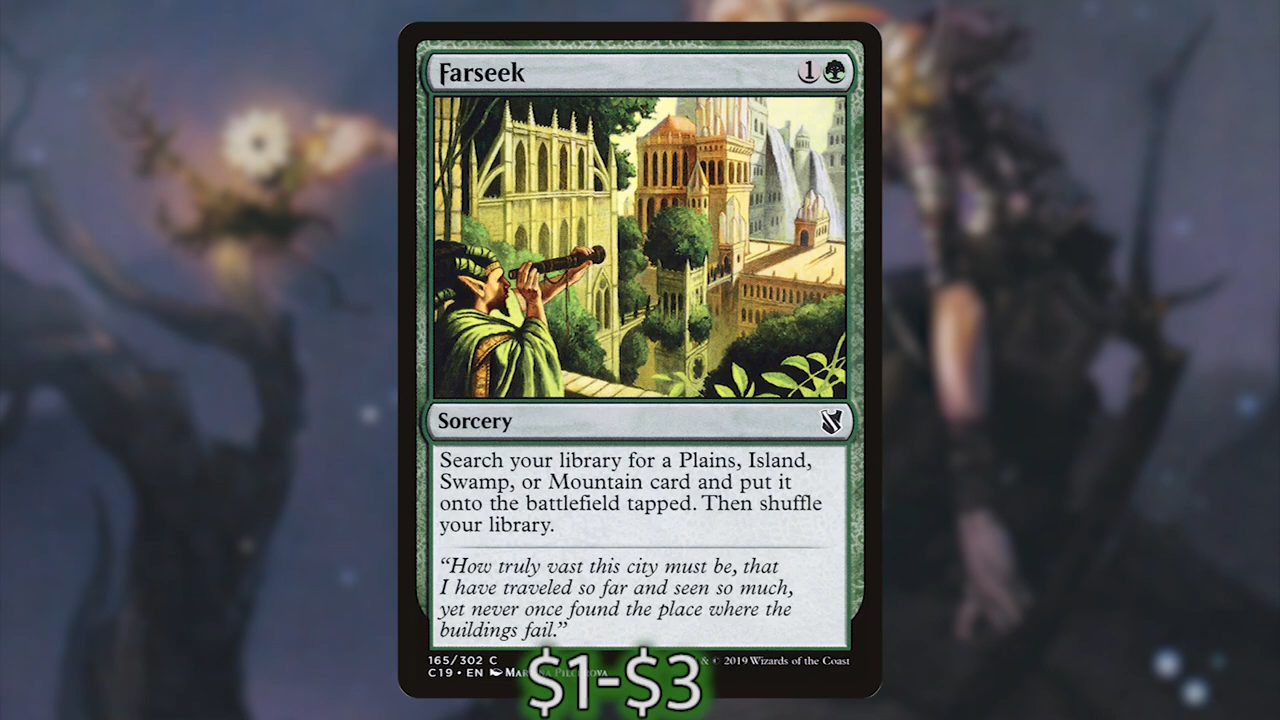 Farseek 1
Sorcery
Search your library for a Plains, Island,
Swamp, or Mountain card and put it
onto the battlefield tapped. Then shuffle
your library.
“How truly vast this city must be, that
I have traveled so far and seen so much,
yet never once found the place where the
buildings fail.”
165/302 C
& © 2019 Wizards of the Coast
C19 • EN
$1-$3